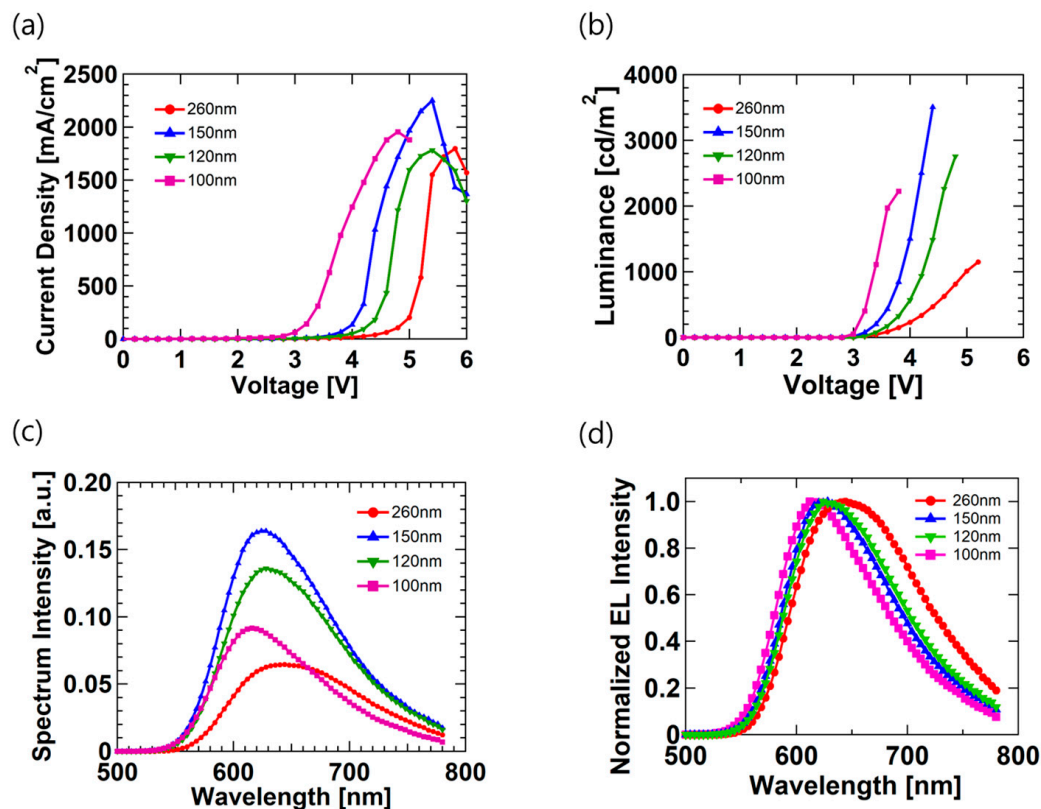 (a)
Current Density [mA/cm²]
2500
2000
1500
1000
500
0
0 1 2 3 4 5 6
Voltage [V]
260nm
150nm
120nm
100nm
(b)
Luminance [cd/m²]
4000
3000
2000
1000
0
0 1 2 3 4 5 6
Voltage [V]
260nm
150nm
120nm
100nm
(c)
Spectrum Intensity [a.u.]
0.20
0.15
0.10
0.05
0
500 600 700 800
Wavelength [nm]
260nm
150nm
120nm
100nm
(d)
Normalized EL Intensity
1.0
0.8
0.6
0.4
0.2
0
500 600 700 800
Wavelength [nm]
260nm
150nm
120nm
100nm